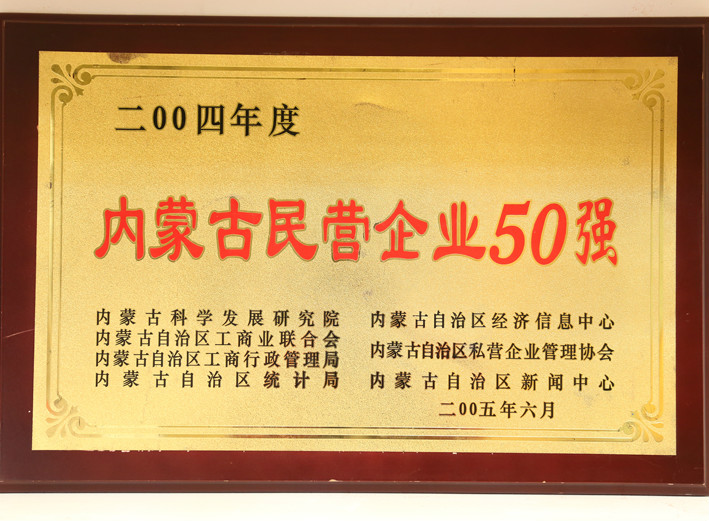 二00四年度
内蒙古民营企业50强
内蒙古科学发展研究院
内蒙古自治区工商业联合会
内蒙古自治区工商行政管理局
内蒙古自治区统计局
内蒙古自治区经济信息中心
内蒙古自治区私营企业管理协会
内蒙古自治区新闻中心
二00五年六月